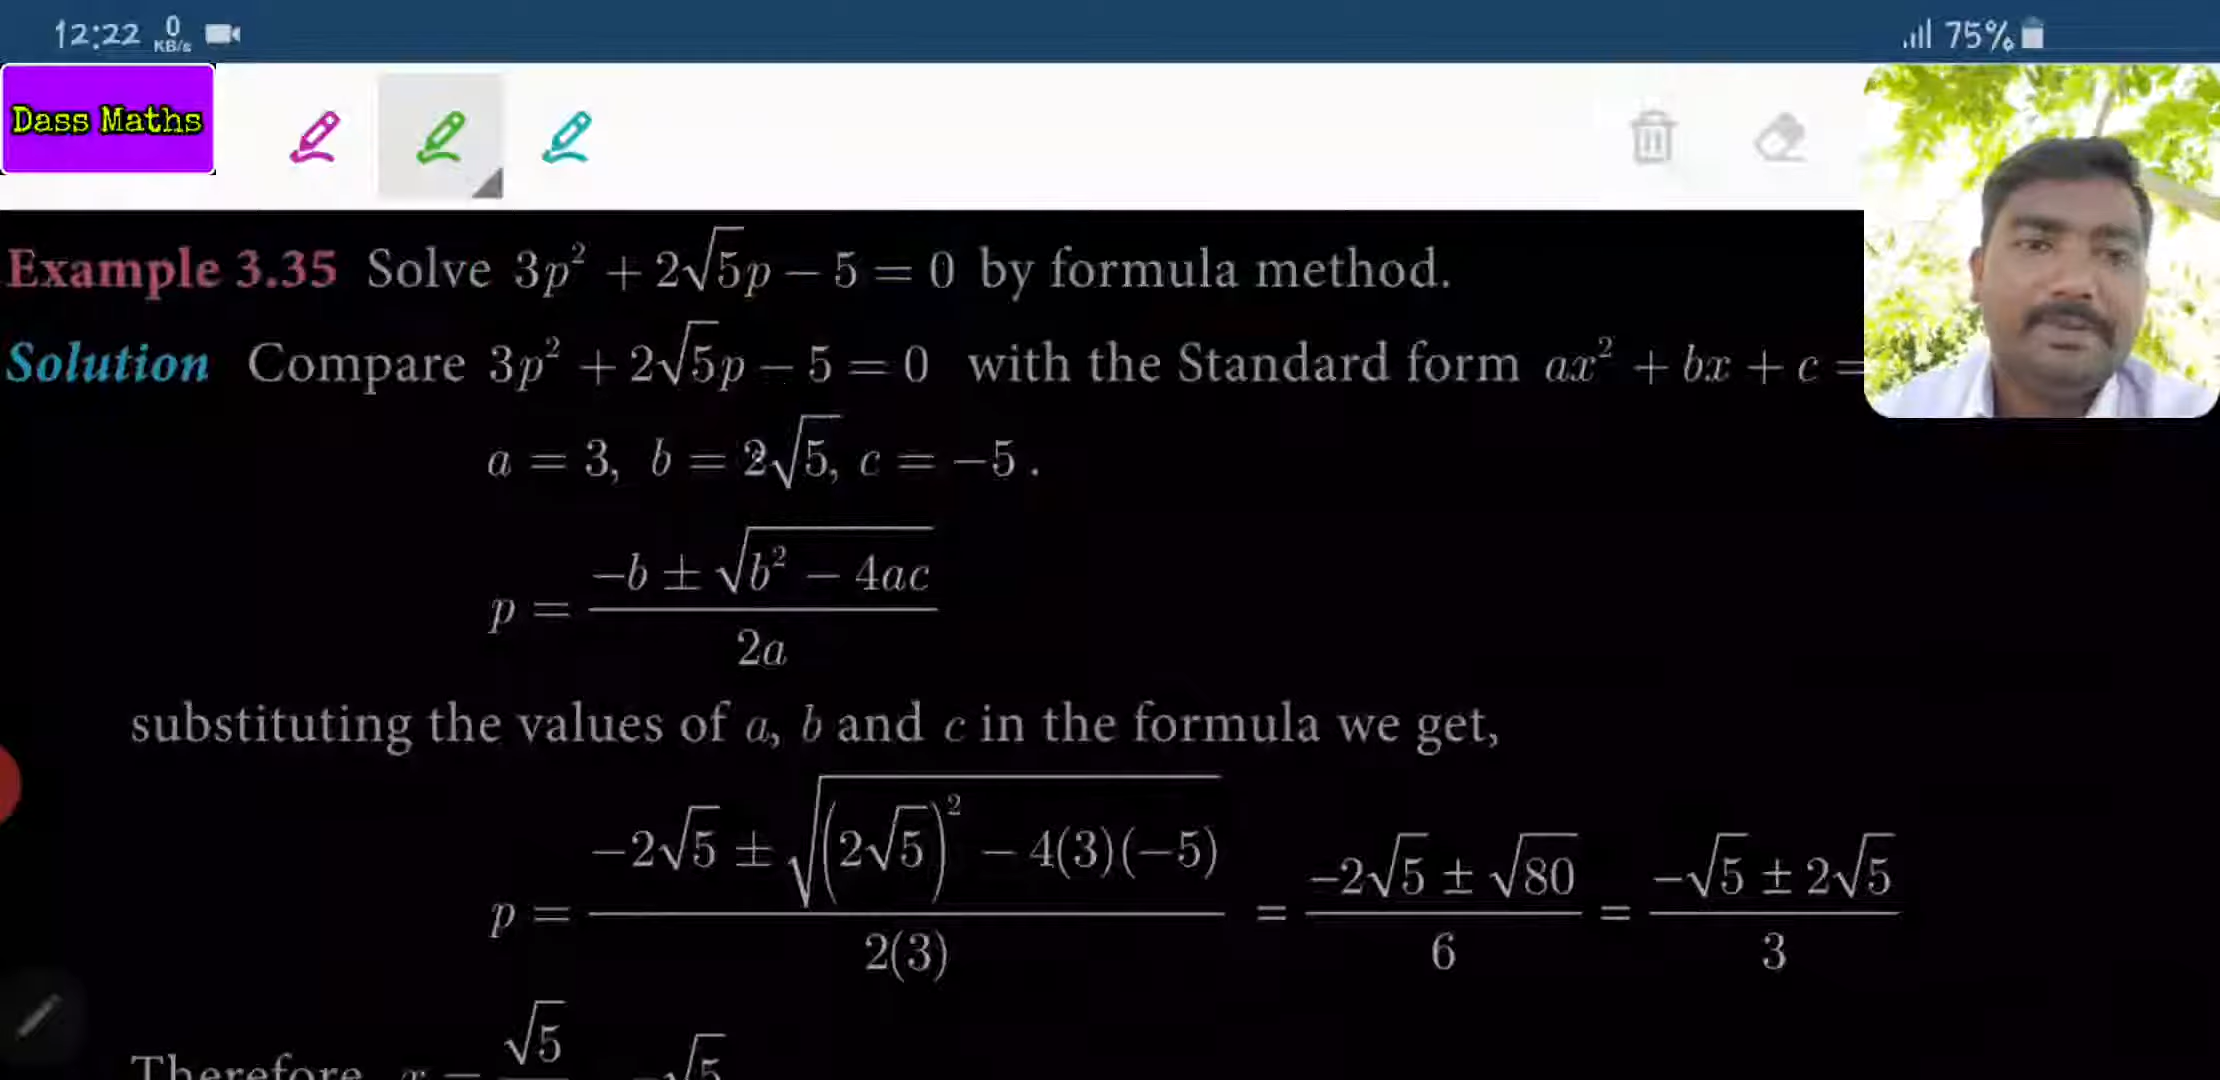 12:22 0 KB/s 75%
Dass Maths
Example 3.35 Solve 3p² + 2√5p − 5 = 0 by formula method.
Solution Compare 3p² + 2√5p − 5 = 0 with the Standard form ax² + bx + c =
a = 3, b = 2√5, c = −5 .
p = (−b ± √(b² − 4ac)) / 2a
substituting the values of a, b and c in the formula we get,
p = (−2√5 ± √((2√5)² − 4(3)(−5))) / 2(3) = (−2√5 ± √80) / 6 = (−√5 ± 2√5) / 3
Therefore x = √5 −√5